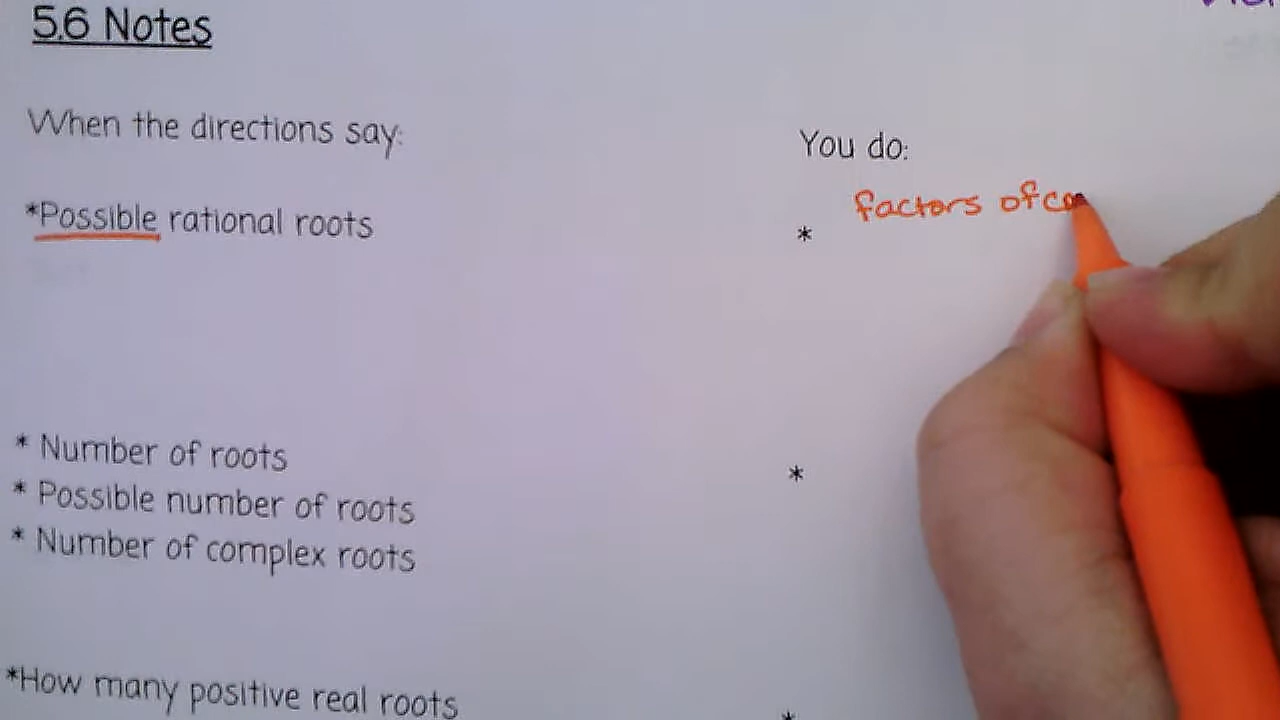 5.6 Notes
When the directions say:
You do:
*Possible rational roots
* factors of co
* Number of roots
*
* Possible number of roots
* Number of complex roots
*How many positive real roots
*